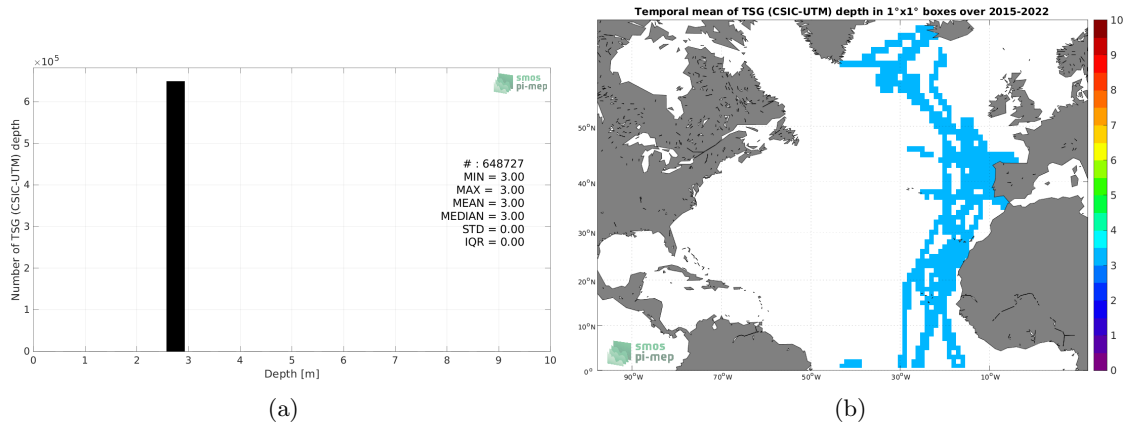 ×10⁵
Number of TSG (CSIC-UTM) depth
6
5
4
3
2
1
0
0 1 2 3 4 5 6 7 8 9 10
Depth [m]
smos
pi-mep
# : 648727
MIN = 3.00
MAX = 3.00
MEAN = 3.00
MEDIAN = 3.00
STD = 0.00
IQR = 0.00
(a)
Temporal mean of TSG (CSIC-UTM) depth in 1°x1° boxes over 2015-2022
50°N
40°N
30°N
20°N
10°N
0°
90°W 70°W 50°W 30°W 10°W
smos
pi-mep
10
9
8
7
6
5
4
3
2
1
0
(b)